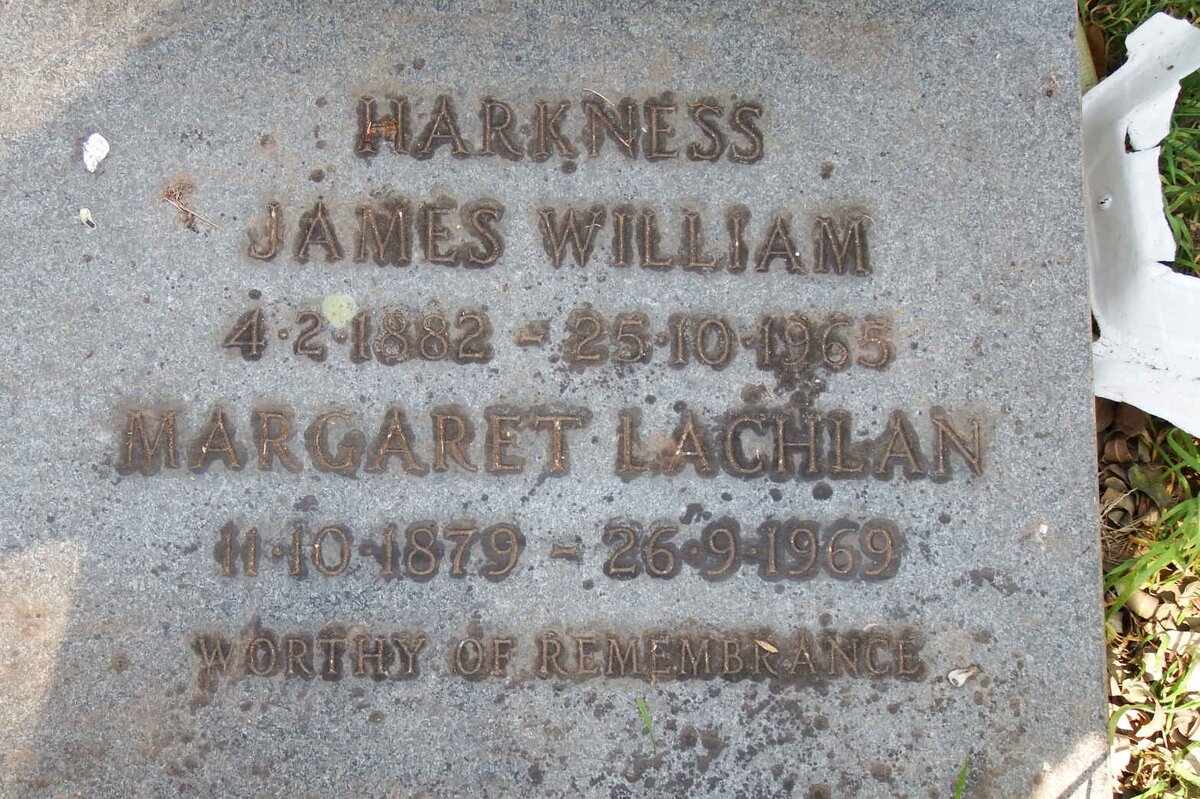 HARKNESS
JAMES WILLIAM
4·2·1882 - 25·10·1965
MARGARET LACHLAN
11·10·1879 - 26·9·1969
WORTHY OF REMEMBRANCE